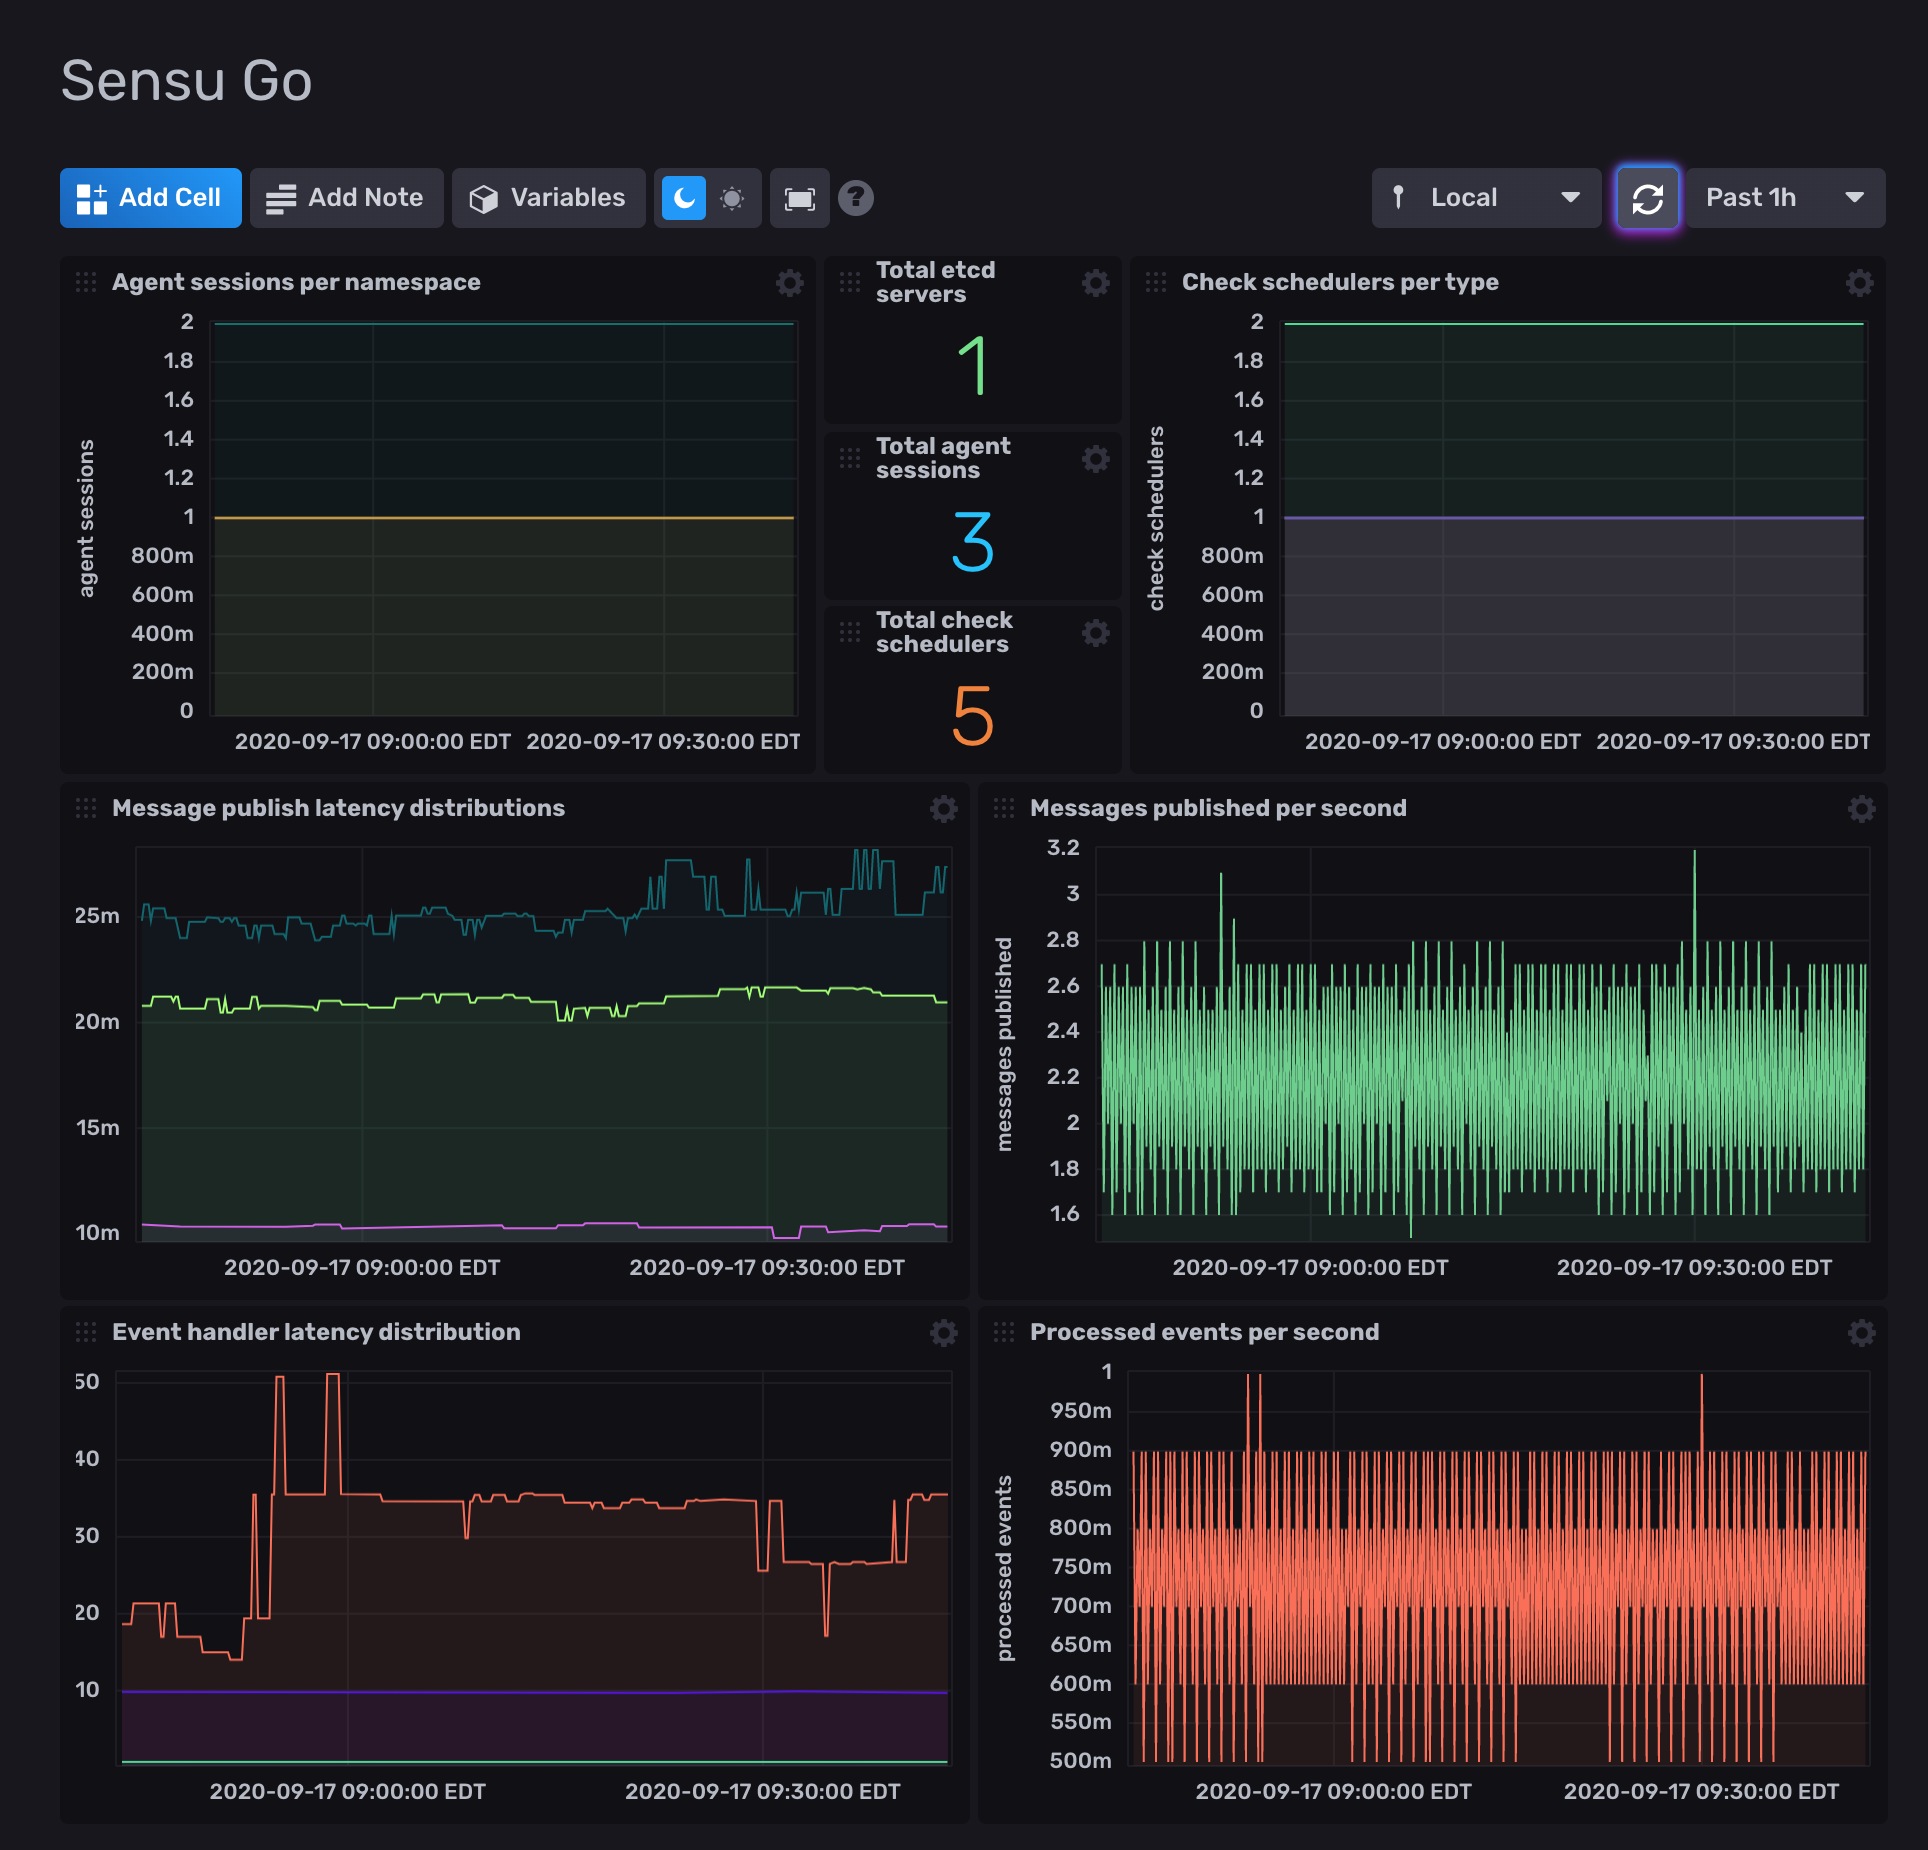 Sensu Go
Add Cell
Add Note
Variables
?
Local
Past 1h
Agent sessions per namespace
agent sessions
2
1.8
1.6
1.4
1.2
1
800m
600m
400m
200m
0
2020-09-17 09:00:00 EDT
2020-09-17 09:30:00 EDT
Total etcd
servers
1
Total agent
sessions
3
Total check
schedulers
5
Check schedulers per type
check schedulers
2
1.8
1.6
1.4
1.2
1
800m
600m
400m
200m
0
2020-09-17 09:00:00 EDT
2020-09-17 09:30:00 EDT
Message publish latency distributions
25m
20m
15m
10m
2020-09-17 09:00:00 EDT
2020-09-17 09:30:00 EDT
Messages published per second
messages published
3.2
3
2.8
2.6
2.4
2.2
2
1.8
1.6
2020-09-17 09:00:00 EDT
2020-09-17 09:30:00 EDT
Event handler latency distribution
50
40
30
20
10
2020-09-17 09:00:00 EDT
2020-09-17 09:30:00 EDT
Processed events per second
processed events
1
950m
900m
850m
800m
750m
700m
650m
600m
550m
500m
2020-09-17 09:00:00 EDT
2020-09-17 09:30:00 EDT